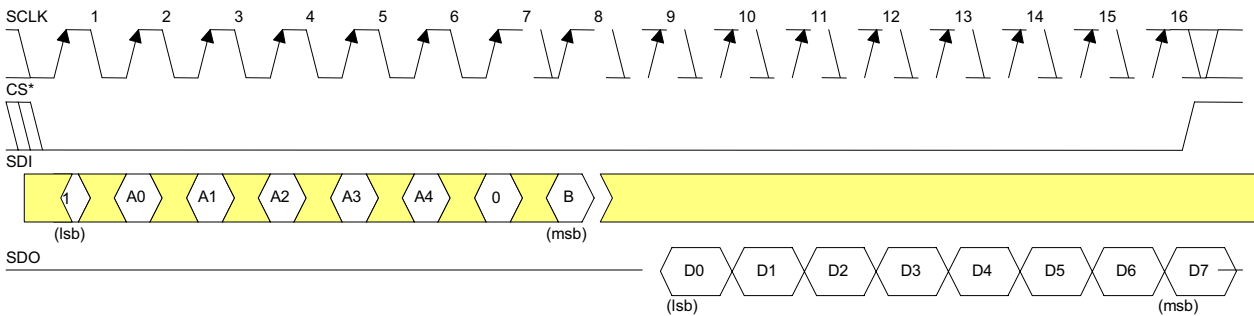 SCLK 1 2 3 4 5 6 7 8 9 10 11 12 13 14 15 16
CS*
SDI
1 A0 A1 A2 A3 A4 0 B
(lsb) (msb)
SDO
D0 D1 D2 D3 D4 D5 D6 D7
(lsb) (msb)